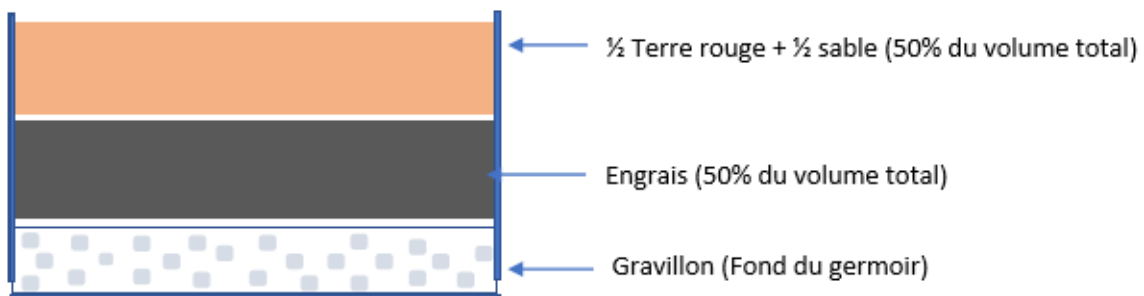 ½ Terre rouge + ½ sable (50% du volume total)
Engrais (50% du volume total)
Gravillon (Fond du germoir)